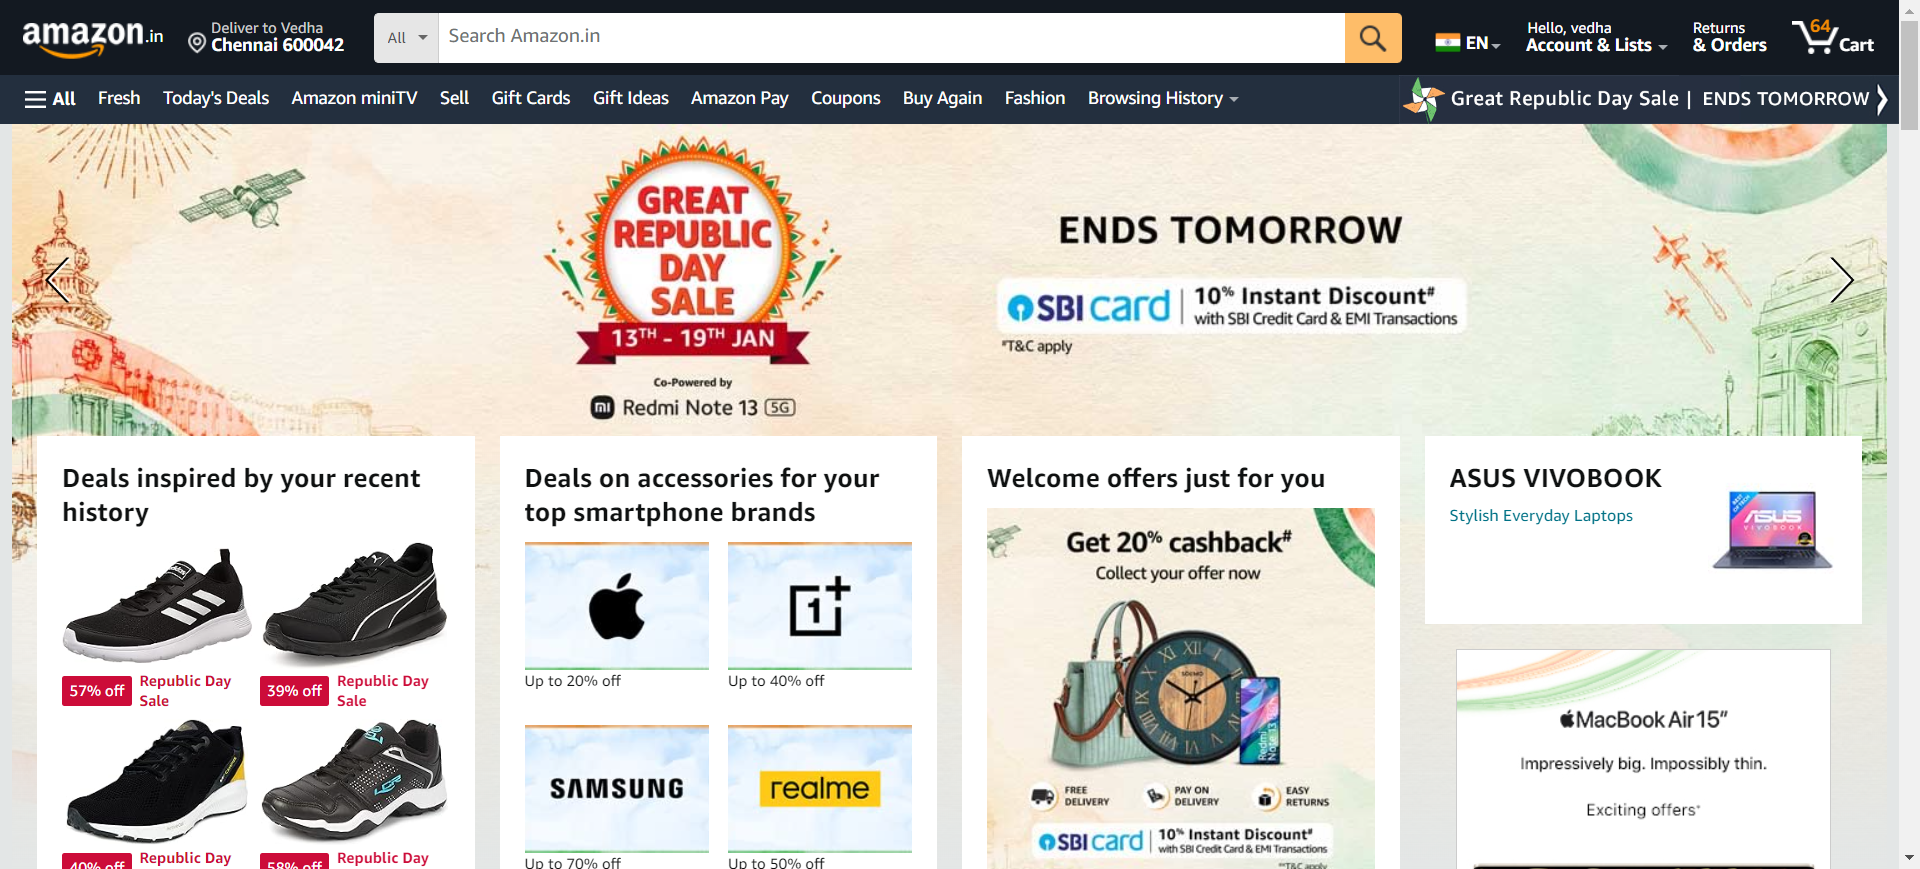 amazon.in
Deliver to Vedha
Chennai 600042
All
Search Amazon.in
EN
Hello, vedha
Account & Lists
Returns
& Orders
64
Cart
All
Fresh
Today's Deals
Amazon miniTV
Sell
Gift Cards
Gift Ideas
Amazon Pay
Coupons
Buy Again
Fashion
Browsing History
Great Republic Day Sale | ENDS TOMORROW
GREAT
REPUBLIC
DAY
SALE
13TH - 19TH JAN
Co-Powered by
mi Redmi Note 13 5G
ENDS TOMORROW
SBI card | 10% Instant Discount#
with SBI Credit Card & EMI Transactions
#T&C apply
Deals inspired by your recent
history
57% off
Republic Day
Sale
39% off
Republic Day
Sale
40% off
Republic Day
58% off
Republic Day
Deals on accessories for your
top smartphone brands
1+
Up to 20% off
Up to 40% off
SAMSUNG
realme
Up to 70% off
Up to 50% off
Welcome offers just for you
Get 20% cashback#
Collect your offer now
XII
Redmi
Note 13
FREE
DELIVERY
PAY ON
DELIVERY
EASY
RETURNS
SBI card | 10% Instant Discount#
with SBI Credit Card & EMI Transactions
ASUS VIVOBOOK
Stylish Everyday Laptops
ASUS
VIVOBOOK
MacBook Air 15″
Impressively big. Impossibly thin.
Exciting offers*